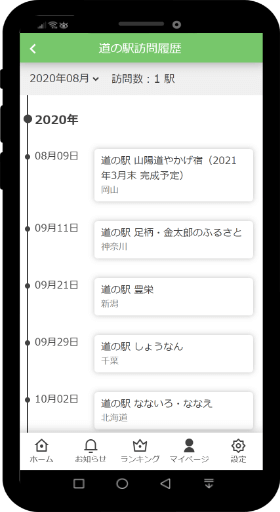 道の駅訪問履歴
2020年08月 訪問数：1 駅
2020年
08月09日
道の駅 山陽道やかげ宿（2021
年3月末 完成予定）
岡山
09月11日
道の駅 足柄・金太郎のふるさと
神奈川
09月21日
道の駅 豊栄
新潟
09月29日
道の駅 しょうなん
千葉
10月02日
道の駅 なないろ・ななえ
北海道
ホーム お知らせ ランキング マイページ 設定